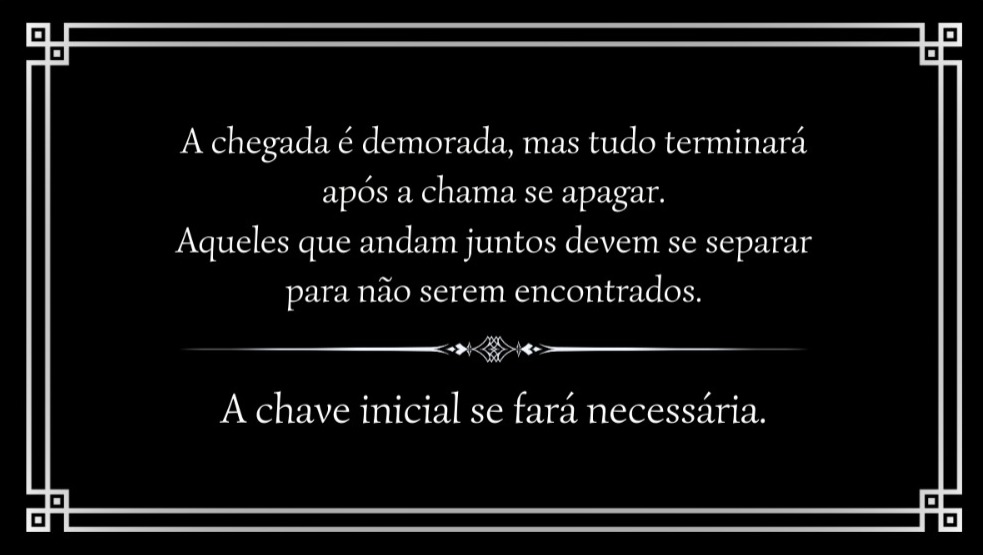 A chegada é demorada, mas tudo terminará
após a chama se apagar.
Aqueles que andam juntos devem se separar
para não serem encontrados.
A chave inicial se fará necessária.